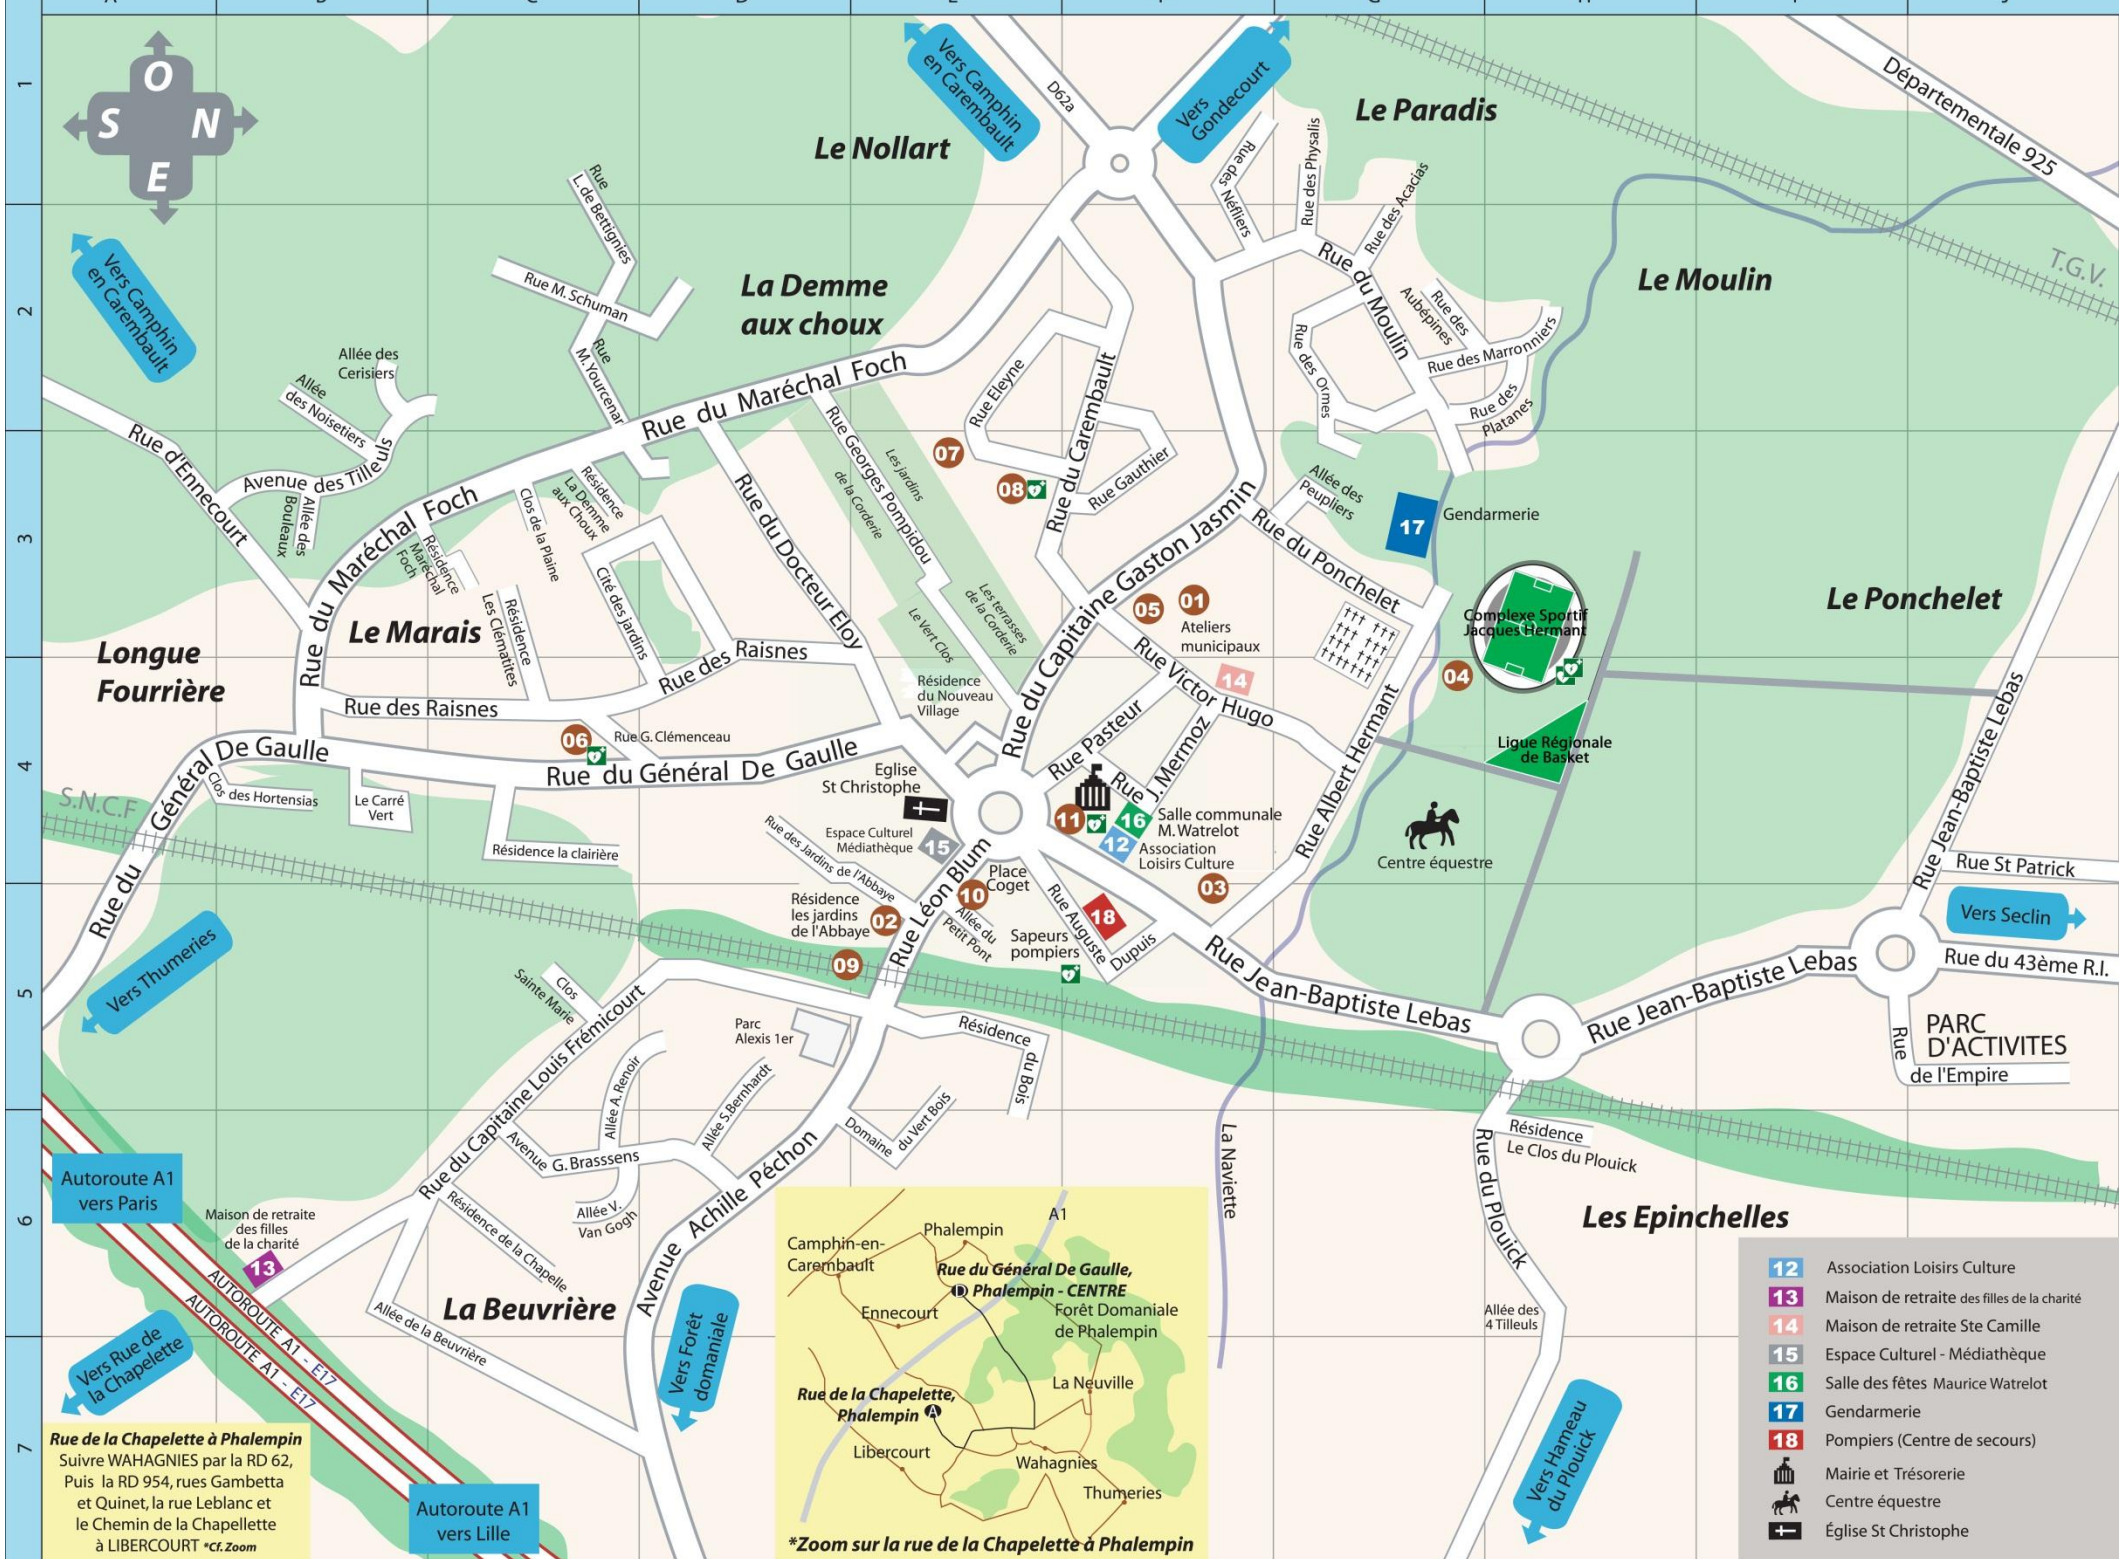 1
2
3
4
5
6
7
O
S
N
E
Vers Camphin
en Carembault
D62a
Vers
Gondecourt
Le Paradis
Départementale 925
Le Nollart
Rue des
Néfliers
Rue des Physalis
Rue des Acacias
Rue
L. de Bettignies
Vers Camphin
en Carembault
Rue M. Schuman
La Demme
aux choux
Rue du Moulin
Le Moulin
T.G.V.
Rue des
Aubépines
Rue des Marronniers
Rue des Ormes
Rue des
Platanes
Allée des
Cerisiers
Allée
des Noisetiers
Rue
M. Yourcenar
Rue du Maréchal Foch
Rue Eleyne
Rue du Carembault
Rue Gauthier
Rue d'Ennecourt
Avenue des Tilleuls
Allée des
Bouleaux
Rue du Maréchal Foch
Résidence
Maréchal
Foch
Clos de la Plaine
Résidence
La Demme
aux Choux
Rue du Docteur Eloy
Rue Georges Pompidou
Les jardins
de la Corderie
07
08
Allée des
Peupliers
17
Gendarmerie
Rue du Ponchelet
Rue du Capitaine Gaston Jasmin
Les terrasses
de la Corderie
Le Vert Clos
Cité des jardins
Résidence
Les Clématites
Le Marais
05
01
Ateliers
municipaux
Complexe Sportif
Jacques Hermant
Le Ponchelet
Longue
Fourrière
Rue des Raisnes
Rue des Raisnes
Résidence
du Nouveau
Village
Rue Victor Hugo
14
04
Rue Pasteur
Rue
J. Mermoz
Rue Albert Hermant
Ligue Régionale
de Basket
Rue Jean-Baptiste Lebas
06
Rue G. Clémenceau
Rue du Général De Gaulle
Rue du Général De Gaulle
Clos des Hortensias
Le Carré
Vert
Résidence la clairière
S.N.C.F
Eglise
St Christophe
Espace Culturel
Médiathèque
15
Rue des Jardins de l'Abbaye
11
16
Salle communale
M. Watrelot
12
Association
Loisirs Culture
Centre équestre
Rue St Patrick
Vers Seclin
Rue du 43ème R.I.
Place
Coget
10
Allée du
Petit Pont
Rue Léon Blum
Résidence
les jardins
de l'Abbaye
02
09
Rue Auguste
Dupuis
18
Sapeurs
pompiers
03
Rue Jean-Baptiste Lebas
Rue Jean-Baptiste Lebas
PARC
D'ACTIVITES
Rue
de l'Empire
Vers Thumeries
Clos
Sainte Marie
Rue du Capitaine Louis Frémicourt
Parc
Alexis 1er
Résidence
du Bois
Allée A. Renoir
Allée S. Bernhardt
Domaine
du Vert Bois
Avenue
G. Brasssens
Allée V.
Van Gogh
Avenue Achille Péchon
La Naviette
Résidence
Le Clos du Plouick
Rue du Plouick
Les Epinchelles
Allée des
4 Tilleuls
Autoroute A1
vers Paris
Maison de retraite
des filles
de la charité
13
Résidence de la Chapelle
AUTOROUTE A1 - E17
AUTOROUTE A1 - E17
Allée de la Beuvrière
La Beuvrière
Vers Rue de
la Chapelette
Vers Forêt
domaniale
Vers Hameau
du Plouick
Autoroute A1
vers Lille
Rue de la Chapelette à Phalempin
Suivre WAHAGNIES par la RD 62,
Puis la RD 954, rues Gambetta
et Quinet, la rue Leblanc et
le Chemin de la Chapellette
à LIBERCOURT *Cf. Zoom
A1
Phalempin
Camphin-en-
Carembault
Rue du Général De Gaulle,
D Phalempin - CENTRE
Ennecourt
Forêt Domaniale
de Phalempin
La Neuville
Rue de la Chapelette,
Phalempin A
Libercourt
Wahagnies
Thumeries
*Zoom sur la rue de la Chapelette à Phalempin
12 Association Loisirs Culture
13 Maison de retraite des filles de la charité
14 Maison de retraite Ste Camille
15 Espace Culturel - Médiathèque
16 Salle des fêtes Maurice Watrelot
17 Gendarmerie
18 Pompiers (Centre de secours)
Mairie et Trésorerie
Centre équestre
Église St Christophe